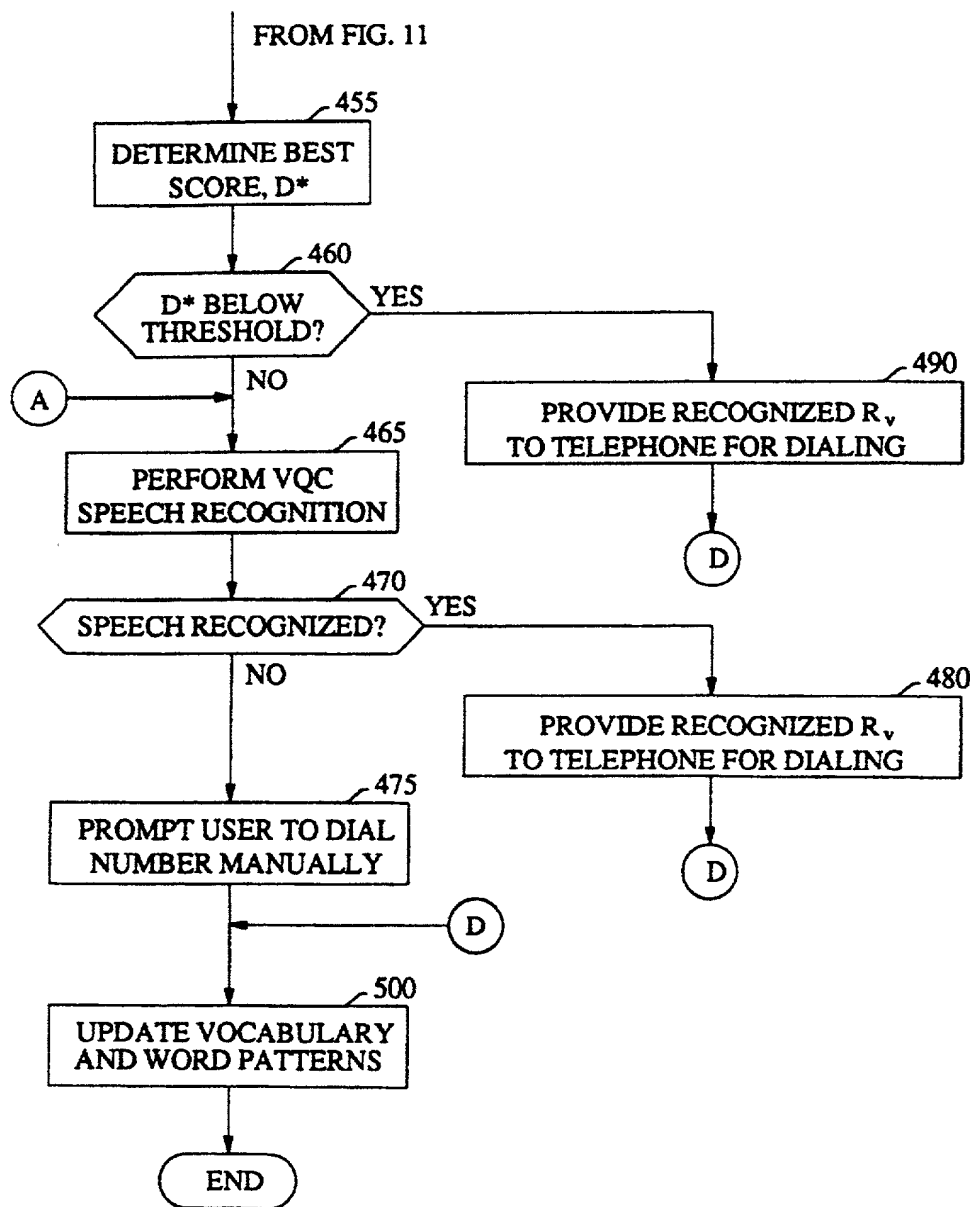 FROM FIG. 11
455
DETERMINE BEST
SCORE, D*
460
D* BELOW
THRESHOLD?
YES
NO
A
490
PROVIDE RECOGNIZED Rv
TO TELEPHONE FOR DIALING
D
465
PERFORM VQC
SPEECH RECOGNITION
470
SPEECH RECOGNIZED?
YES
NO
480
PROVIDE RECOGNIZED Rv
TO TELEPHONE FOR DIALING
D
475
PROMPT USER TO DIAL
NUMBER MANUALLY
D
500
UPDATE VOCABULARY
AND WORD PATTERNS
END